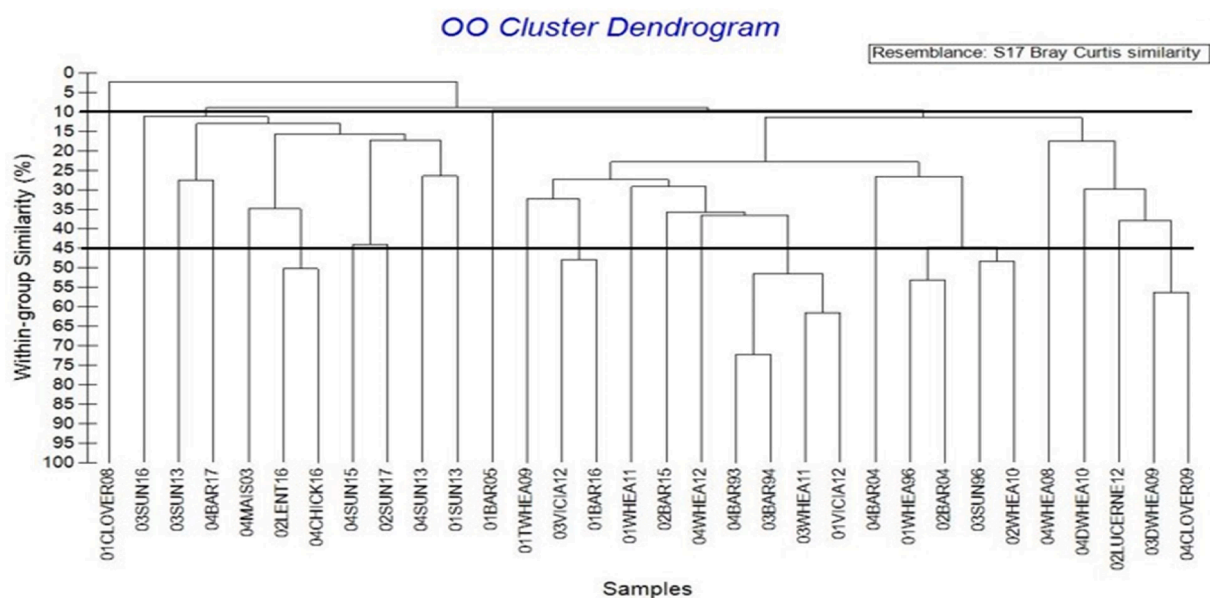 OO Cluster Dendrogram
Resemblance: S17 Bray Curtis similarity
Within-group Similarity (%)
0
5
10
15
20
25
30
35
40
45
50
55
60
65
70
75
80
85
90
95
100
01CLOVER08
03SUN16
03SUN13
04BAR17
04MAIS03
02LENT16
04CHICK16
04SUN15
02SUN17
04SUN13
01SUN13
01BAR05
01TWHEA09
03VICIA12
01BAR16
01WHEA11
02BAR15
04WHEA12
04BAR93
03BAR94
03WHEA11
01VICIA12
04BAR04
01WHEA96
02BAR04
03SUN96
02WHEA10
04WHEA08
04DWHEA10
02LUCERNE12
03DWHEA09
04CLOVER09
Samples